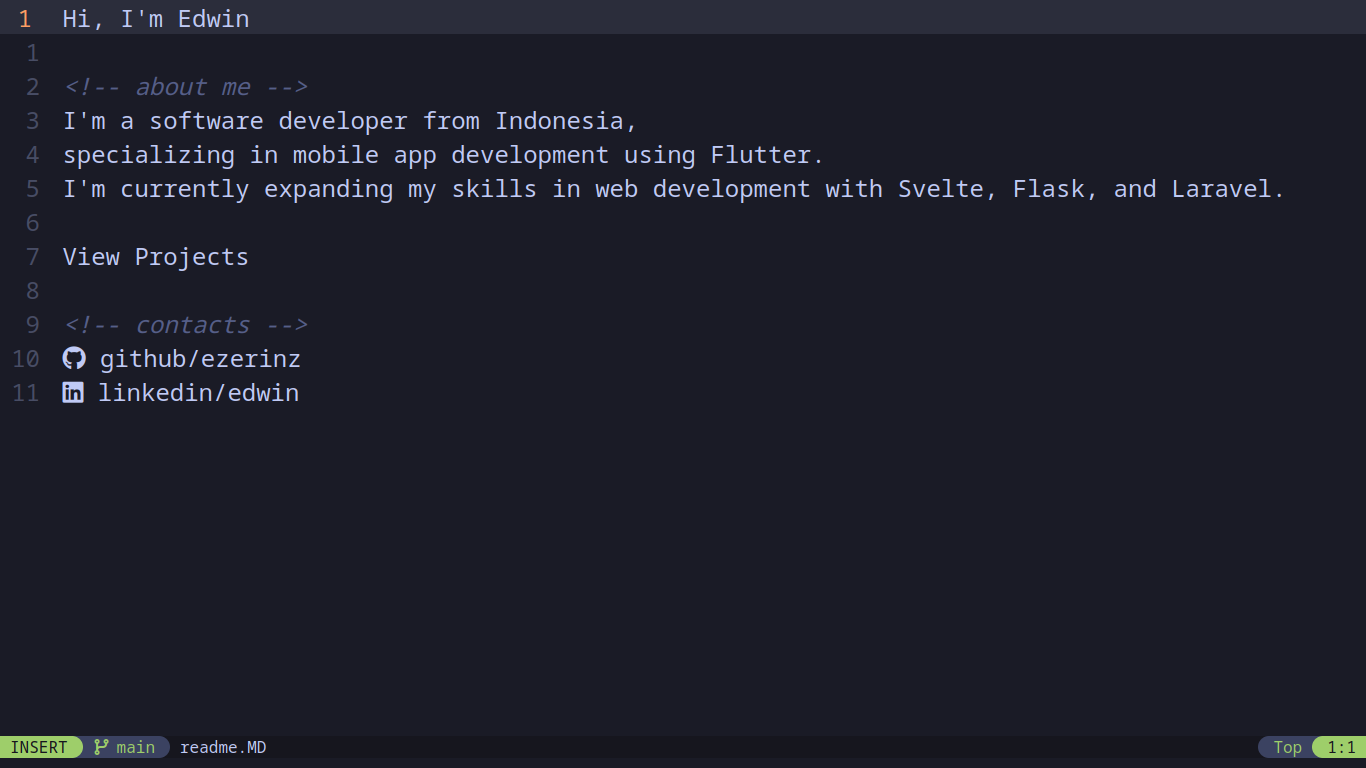 1 Hi, I'm Edwin
1
2 <!-- about me -->
3 I'm a software developer from Indonesia,
4 specializing in mobile app development using Flutter.
5 I'm currently expanding my skills in web development with Svelte, Flask, and Laravel.
6
7 View Projects
8
9 <!-- contacts -->
10 github/ezerinz
11 linkedin/edwin
INSERT main readme.MD Top 1:1